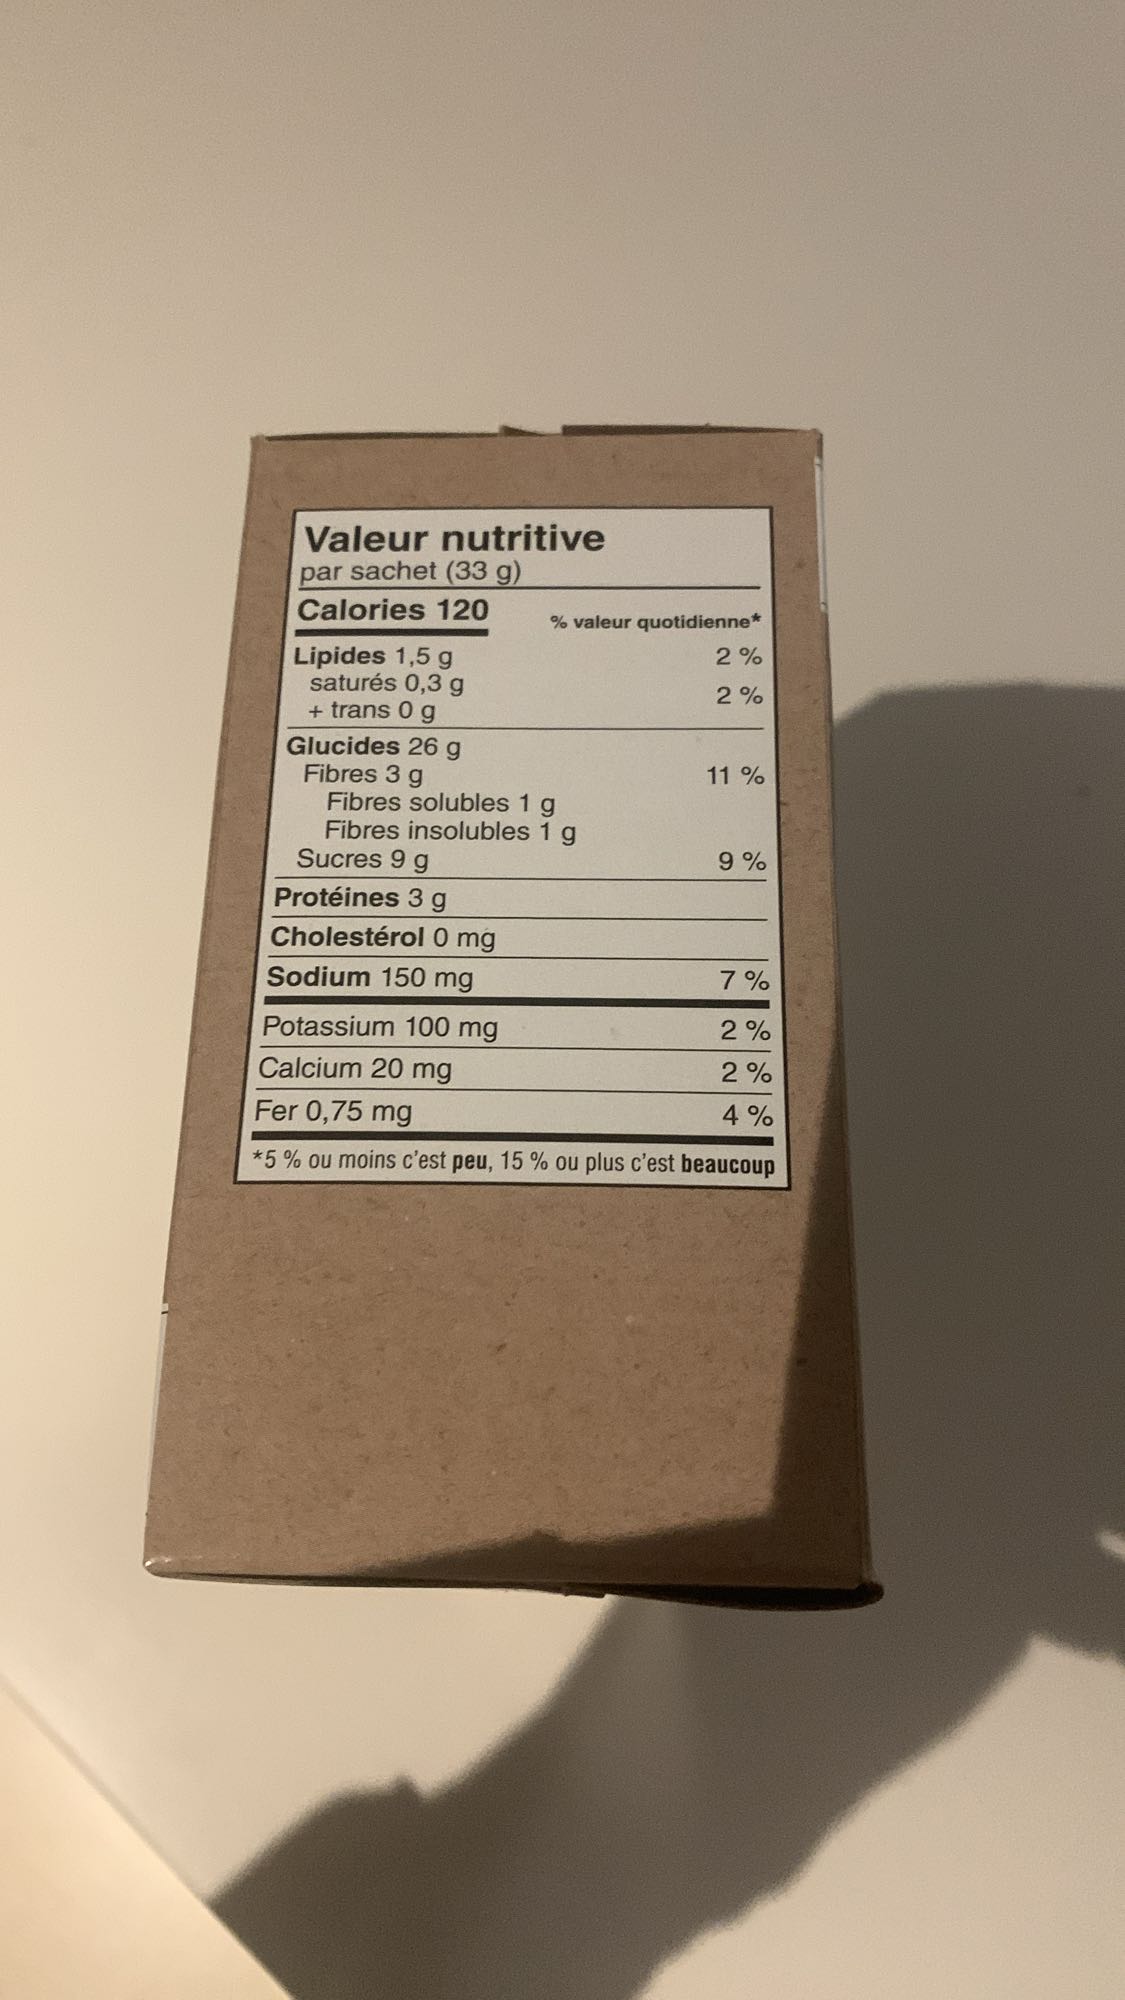 Valeur nutritive
par sachet (33 g)
Calories 120
% valeur quotidienne*
Lipides 1,5 g 2 %
saturés 0,3 g
+ trans 0 g 2 %
Glucides 26 g
Fibres 3 g 11 %
Fibres solubles 1 g
Fibres insolubles 1 g
Sucres 9 g 9 %
Protéines 3 g
Cholestérol 0 mg
Sodium 150 mg 7 %
Potassium 100 mg 2 %
Calcium 20 mg 2 %
Fer 0,75 mg 4 %
*5 % ou moins c'est peu, 15 % ou plus c'est beaucoup